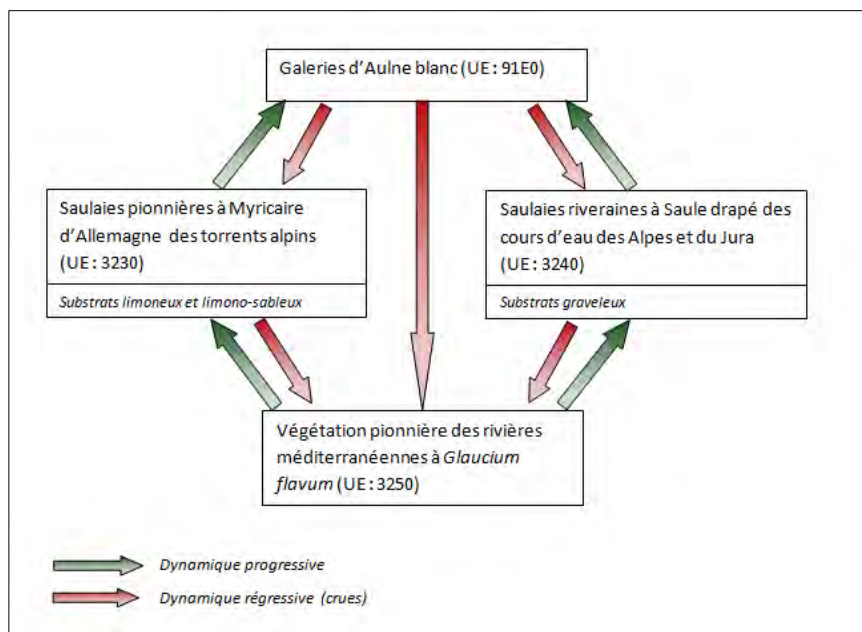 Galeries d'Aulne blanc (UE : 91E0)
Saulaies pionnières à Myricaire
d'Allemagne des torrents alpins
(UE : 3230)
Substrats limoneux et limono-sableux
Saulaies riveraines à Saule drapé des
cours d'eau des Alpes et du Jura
(UE : 3240)
Substrats graveleux
Végétation pionnière des rivières
méditerranéennes à Glaucium
flavum (UE : 3250)
Dynamique progressive
Dynamique régressive (crues)